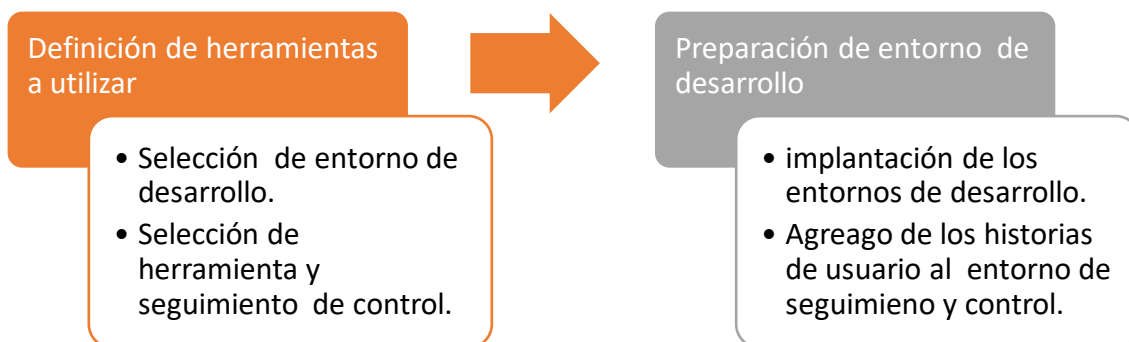 Definición de herramientas
a utilizar
• Selección de entorno de
desarrollo.
• Selección de
herramienta y
seguimiento de control.
Preparación de entorno de
desarrollo
• implantación de los
entornos de desarrollo.
• Agreago de los historias
de usuario al entorno de
seguimieno y control.